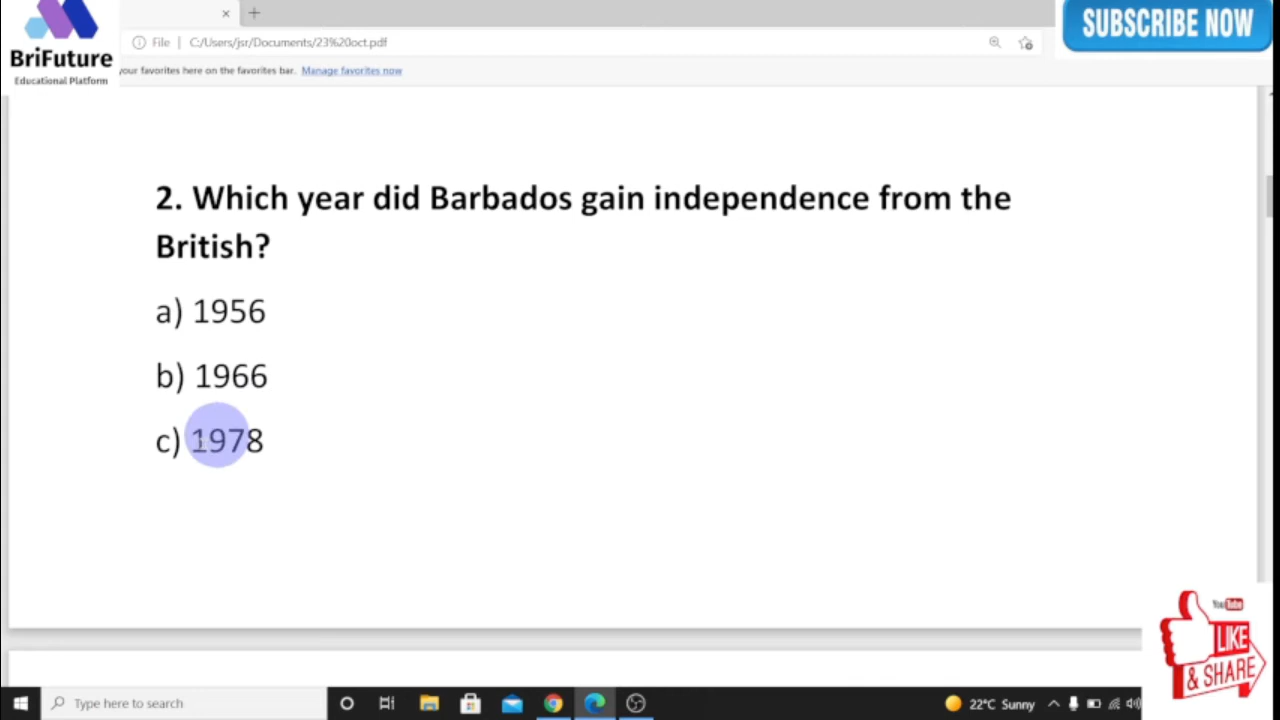 SUBSCRIBE NOW
BriFuture
Educational Platform
File | C:/Users/jsr/Documents/23%20oct.pdf
your favorites here on the favorites bar. Manage favorites now
2. Which year did Barbados gain independence from the
British?
a) 1956
b) 1966
c) 1978
YouTube
LIKE
& SHARE
Type here to search
22°C Sunny